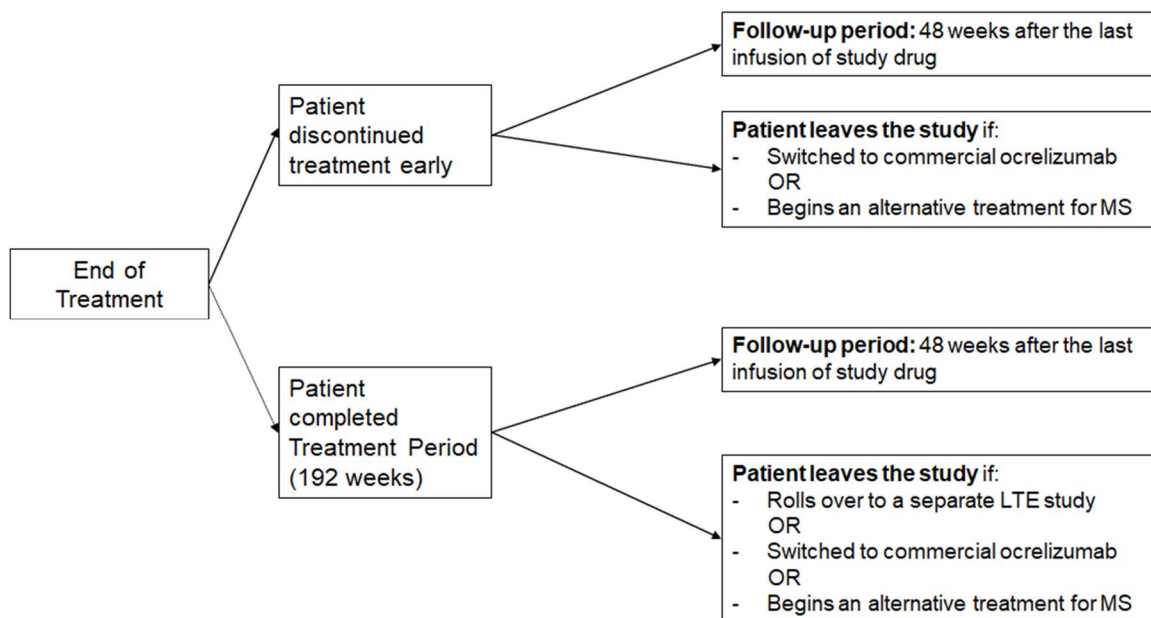 End of
Treatment
Patient
discontinued
treatment early
Follow-up period: 48 weeks after the last
infusion of study drug
Patient leaves the study if:
- Switched to commercial ocrelizumab
OR
- Begins an alternative treatment for MS
Patient
completed
Treatment Period
(192 weeks)
Follow-up period: 48 weeks after the last
infusion of study drug
Patient leaves the study if:
- Rolls over to a separate LTE study
OR
- Switched to commercial ocrelizumab
OR
- Begins an alternative treatment for MS